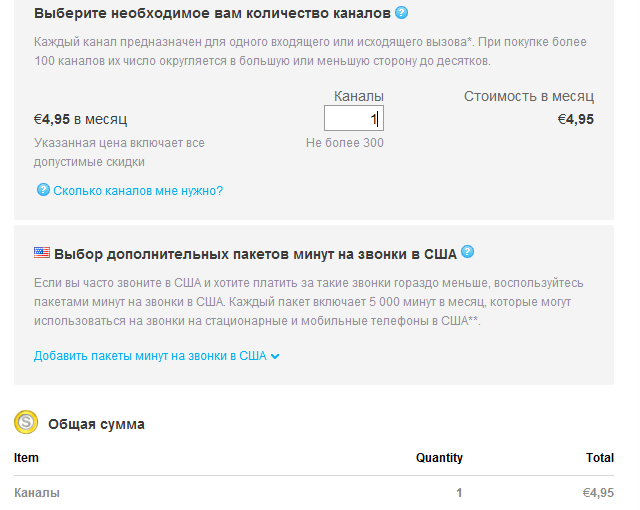 Выберите необходимое вам количество каналов ?
Каждый канал предназначен для одного входящего или исходящего вызова*. При покупке более
100 каналов их число округляется в большую или меньшую сторону до десятков.
Каналы Стоимость в месяц
€4,95 в месяц 1 €4,95
Указанная цена включает все Не более 300
допустимые скидки
? Сколько каналов мне нужно?
Выбор дополнительных пакетов минут на звонки в США ?
Если вы часто звоните в США и хотите платить за такие звонки гораздо меньше, воспользуйтесь
пакетами минут на звонки в США. Каждый пакет включает 5 000 минут в месяц, которые могут
использоваться на звонки на стационарные и мобильные телефоны в США**.
Добавить пакеты минут на звонки в США
S Общая сумма
Item Quantity Total
Каналы 1 €4,95